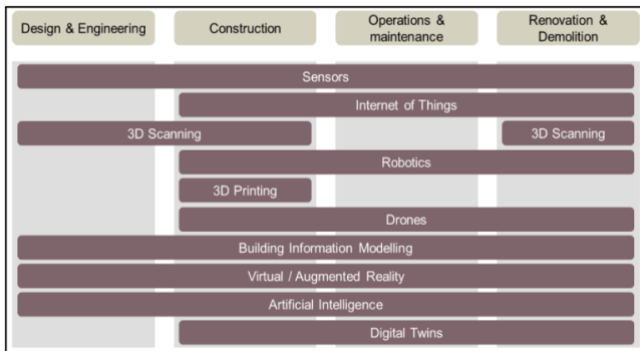 Design & Engineering
Construction
Operations &
maintenance
Renovation &
Demolition
Sensors
Internet of Things
3D Scanning
3D Scanning
Robotics
3D Printing
Drones
Building Information Modelling
Virtual / Augmented Reality
Artificial Intelligence
Digital Twins